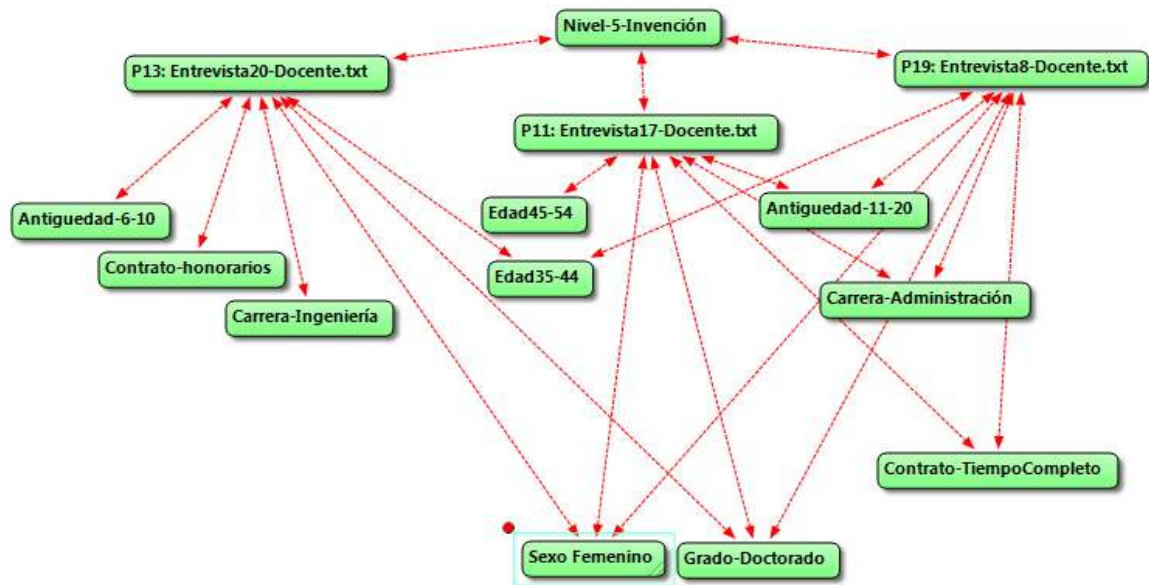 Nivel-5-Invención
P13: Entrevista20-Docente.txt
P19: Entrevista8-Docente.txt
P11: Entrevista17-Docente.txt
Antiguedad-6-10
Edad45-54
Antiguedad-11-20
Contrato-honorarios
Edad35-44
Carrera-Ingeniería
Carrera-Administración
Contrato-TiempoCompleto
Sexo Femenino
Grado-Doctorado